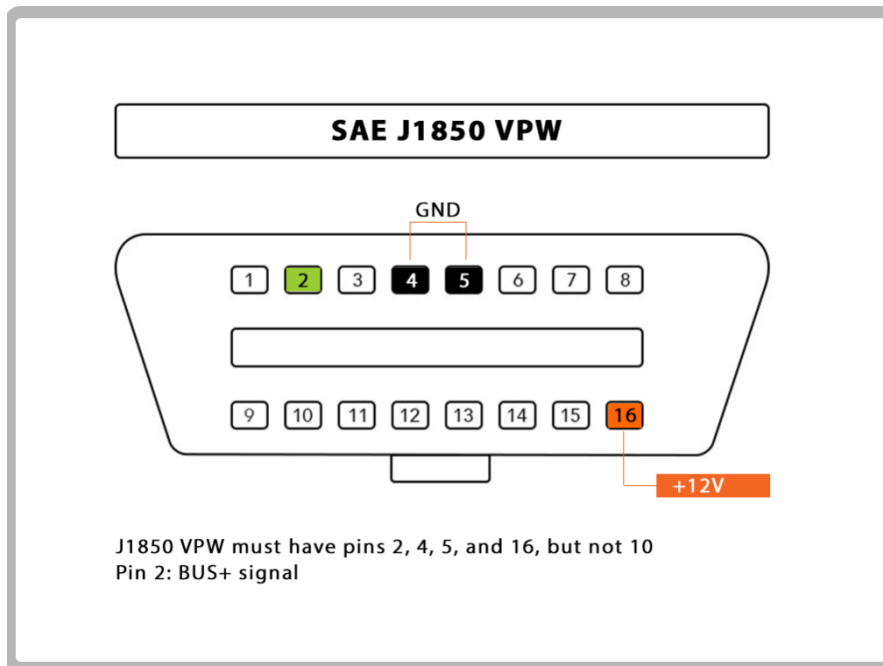 SAE J1850 VPW
GND
1 2 3 4 5 6 7 8
9 10 11 12 13 14 15 16
+12V
J1850 VPW must have pins 2, 4, 5, and 16, but not 10
Pin 2: BUS+ signal